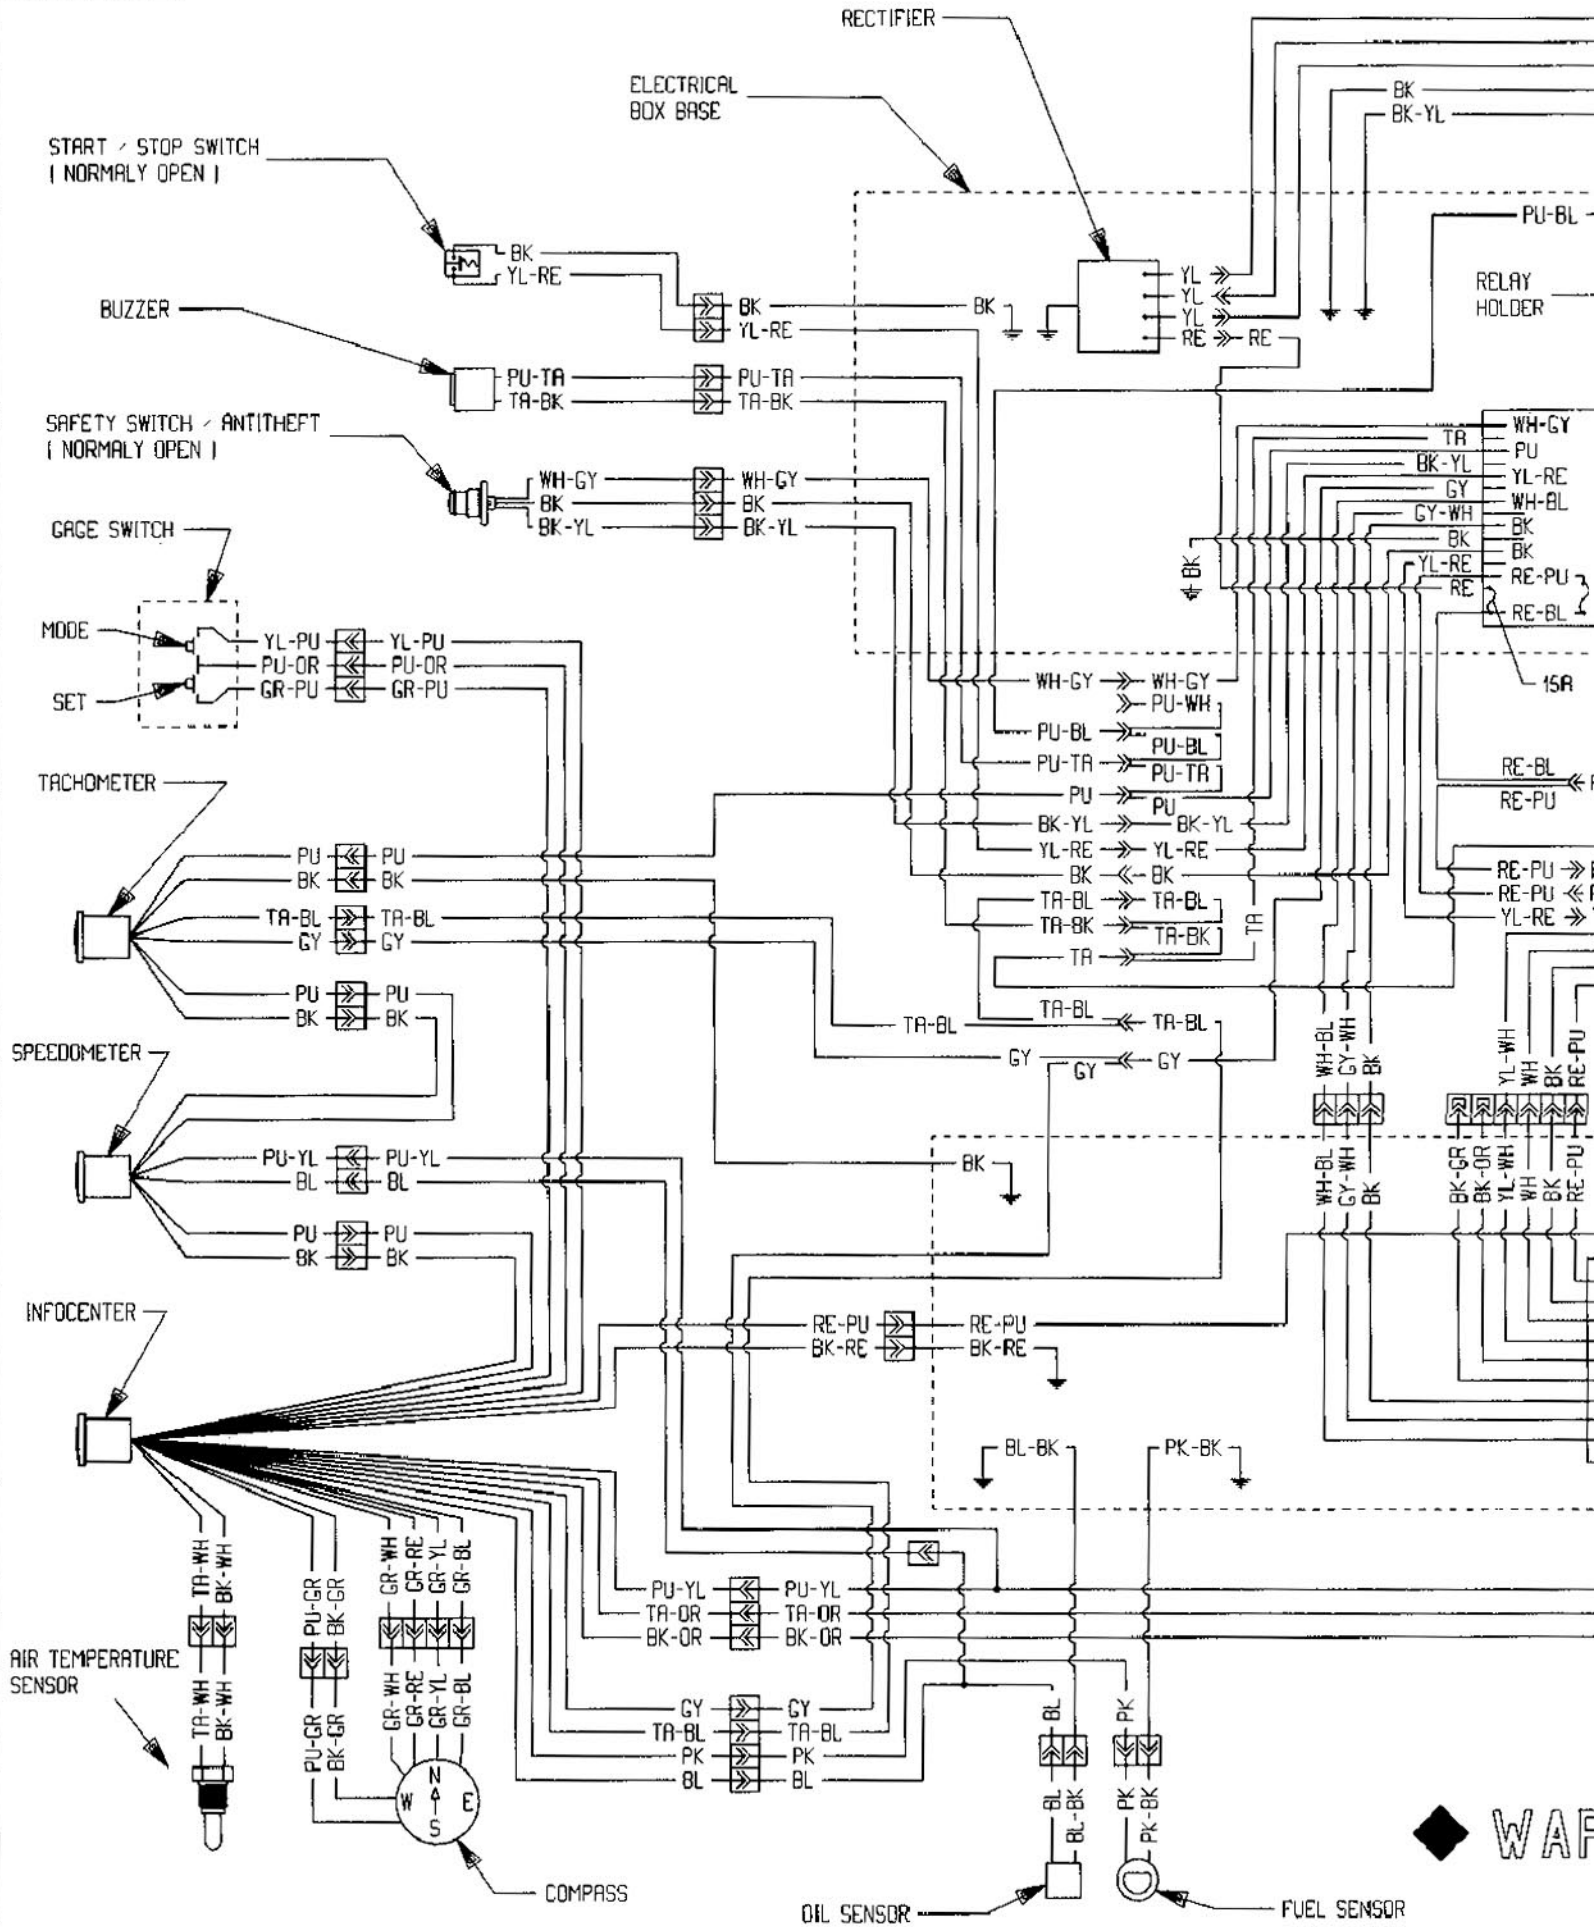 RECTIFIER
ELECTRICAL
BOX BASE
BK
BK-YL
START / STOP SWITCH
( NORMALY OPEN )
PU-BL
BK
YL-RE
YL
YL
YL
RE
RE
RELAY
HOLDER
BUZZER
BK
BK
YL-RE
PU-TA
PU-TA
TA-BK
TA-BK
SAFETY SWITCH / ANTITHEFT
( NORMALY OPEN )
WH-GY
WH-GY
BK
BK
BK-YL
BK-YL
WH-GY
TA
PU
BK-YL
YL-RE
GY
WH-BL
GY-WH
BK
BK
BK
YL-RE
RE-PU
RE
RE-BL
BK
15A
GAGE SWITCH
MODE
SET
YL-PU
YL-PU
PU-OR
PU-OR
GR-PU
GR-PU
WH-GY
WH-GY
PU-WH
PU-BL
PU-BL
PU-TA
PU-TA
PU
PU
BK-YL
BK-YL
YL-RE
YL-RE
BK
BK
TA-BL
TA-BL
TA-BK
TA-BK
TA
TA
RE-BL
RE-PU
RE-PU
RE-PU
YL-RE
TACHOMETER
PU
PU
BK
BK
TA-BL
TA-BL
GY
GY
PU
PU
BK
BK
TA-BL
TA-BL
TA-BL
GY
GY
GY
SPEEDOMETER
PU-YL
PU-YL
BL
BL
PU
PU
BK
BK
BK
WH-BL
GY-WH
BK
YL-WH
WH
BK
RE-PU
WH-BL
GY-WH
BK
BK-GR
BK-OR
YL-WH
WH
BK
RE-PU
INFOCENTER
RE-PU
RE-PU
BK-RE
BK-RE
BL-BK
PK-BK
TA-WH
BK-WH
PU-GR
BK-GR
GR-WH
GR-RE
GR-YL
GR-BL
PU-YL
PU-YL
TA-OR
TA-OR
BK-OR
BK-OR
AIR TEMPERATURE
SENSOR
TA-WH
BK-WH
PU-GR
BK-GR
GR-WH
GR-RE
GR-YL
GR-BL
GY
GY
TA-BL
TA-BL
PK
PK
BL
BL
BL
PK
BL
BL-BK
PK
PK-BK
N
W
E
S
COMPASS
OIL SENSOR
FUEL SENSOR